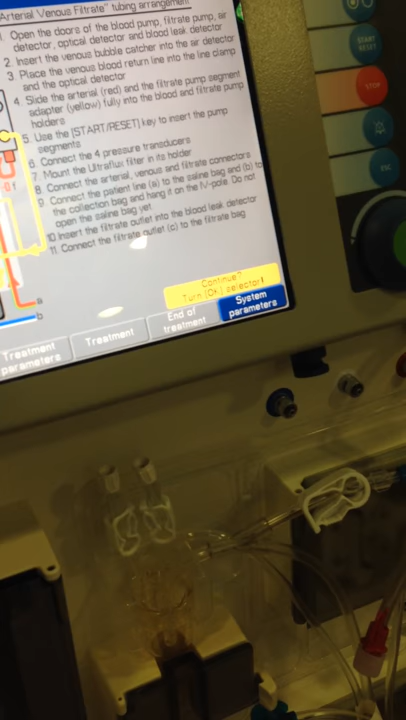 "Arterial Venous Filtrate" tubing arrangement
Open the doors of the blood pump, filtrate pump, air
detector, optical detector and blood leak detector
2. Insert the venous bubble catcher into the air detector
3. Place the venous blood return line into the line clamp
and the optical detector
4. Slide the arterial (red) and the filtrate pump segment
adapter (yellow) fully into the blood and filtrate pump
holders
5. Use the [START/RESET] key to insert the pump
segments
6. Connect the 4 pressure transducers
7. Mount the Ultraflux filter in its holder
8. Connect the arterial, venous and filtrate connectors
9. Connect the patient line (a) to the saline bag and (b) to
the collection bag and hang it on the IV-pole. Do not
open the saline bag yet
10. Insert the filtrate outlet into the blood leak detector
11. Connect the filtrate outlet (c) to the filtrate bag
f
a
b
Continue?
Turn [OK] selector!
Treatment
parameters
Treatment
End of
treatment
System
parameters
START
RESET
STOP
ESC